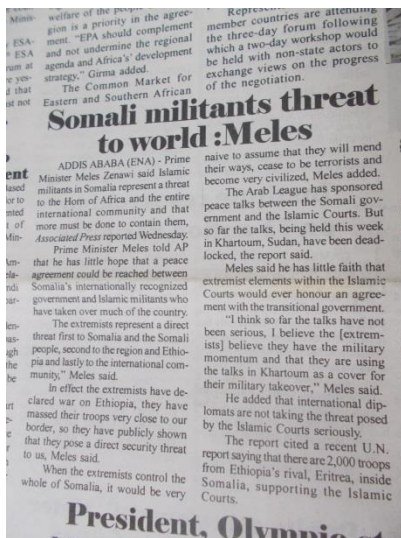 welfare of the
gion is a priority in the agree-
ment. "EPA should complement
and not undermine the regional
agenda and Africa's development
strategy," Girma added.
The Common Market for
Eastern and Southern African
member countries are attending
the three-day forum following
which a two-day workshop would
be held with non-state actors to
exchange views on the progress
of the negotiation.
Somali militants threat
to world :Meles
ADDIS ABABA (ENA) - Prime
Minister Meles Zenawi said Islamic
militants in Somalia represent a threat
to the Horn of Africa and the entire
international community and that
more must be done to contain them,
Associated Press reported Wednesday.
Prime Minister Meles told AP
that he has little hope that a peace
agreement could be reached between
Somalia's internationally recognized
government and Islamic militants who
have taken over much of the country.
The extremists represent a direct
threat first to Somalia and the Somali
people, second to the region and Ethio-
pia and lastly to the international com-
munity," Meles said.
In effect the extremists have de-
clared war on Ethiopia, they have
massed their troops very close to our
border, so they have publicly shown
that they pose a direct security threat
to us, Meles said.
When the extremists control the
whole of Somalia, it would be very
naive to assume that they will mend
their ways, cease to be terrorists and
become very civilized, Meles added.
The Arab League has sponsored
peace talks between the Somali gov-
ernment and the Islamic Courts. But
so far the talks, being held this week
in Khartoum, Sudan, have been dead-
locked, the report said.
Meles said he has little faith that
extremist elements within the Islamic
Courts would ever honour an agree-
ment with the transitional government.
"I think so far the talks have not
been serious, I believe the [extrem-
ists] believe they have the military
momentum and that they are using
the talks in Khartoum as a cover for
their military takeover," Meles said.
He added that international dip-
lomats are not taking the threat posed
by the Islamic Courts seriously.
The report cited a recent U.N.
report saying that there are 2,000 troops
from Ethiopia's rival, Eritrea, inside
Somalia, supporting the Islamic
Courts.
President, Olympic